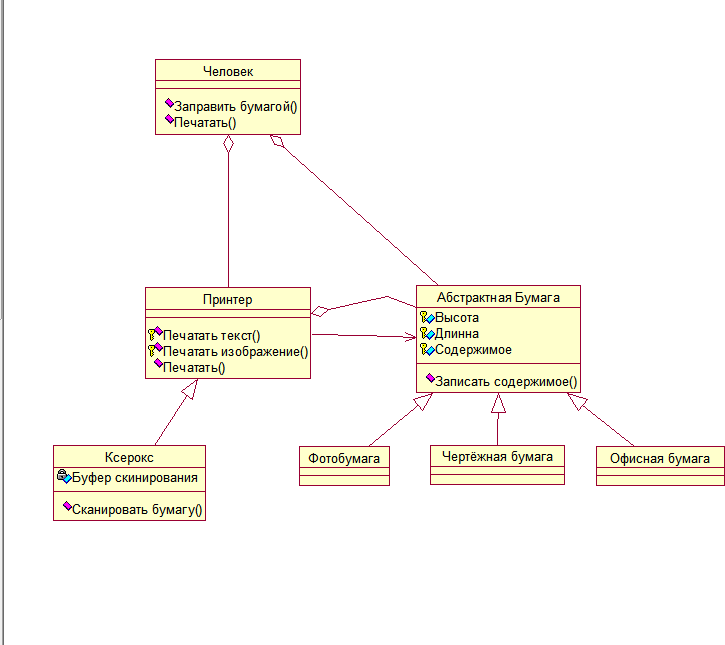 Человек
Заправить бумагой()
Печатать()
Принтер
Печатать текст()
Печатать изображение()
Печатать()
Абстрактная Бумага
Высота
Длинна
Содержимое
Записать содержимое()
Ксерокс
Буфер скинирования
Сканировать бумагу()
Фотобумага
Чертёжная бумага
Офисная бумага